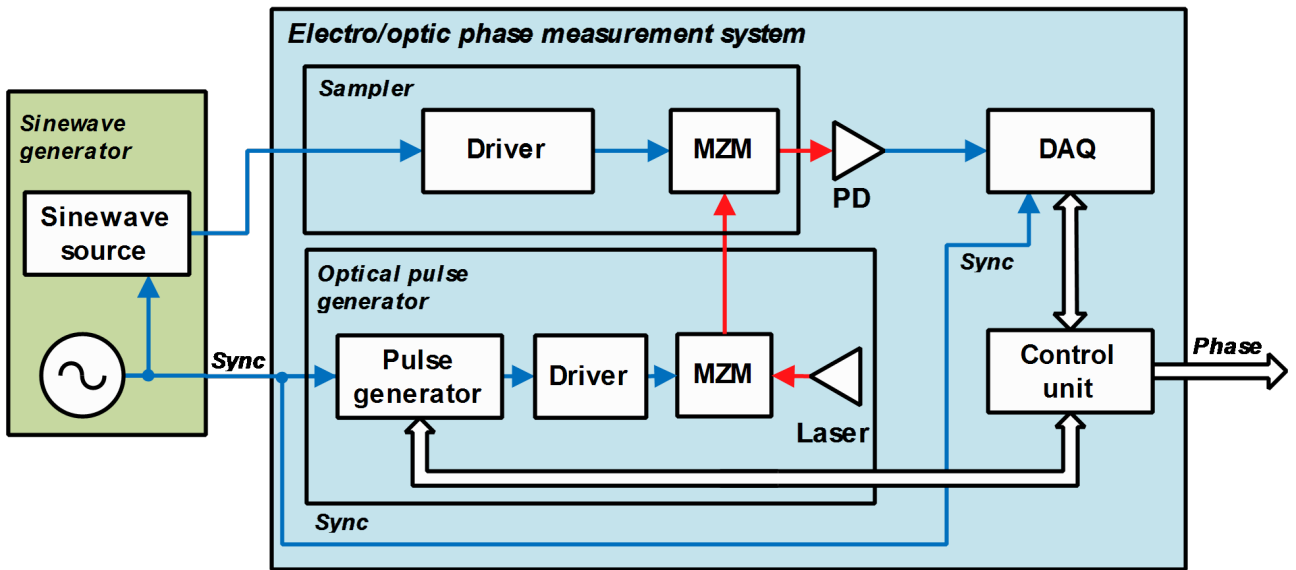 Electro/optic phase measurement system
Sampler
Sinewave
generator
Driver
MZM
PD
DAQ
Sinewave
source
Sync
Optical pulse
generator
Sync
Pulse
generator
Driver
MZM
Laser
Control
unit
Phase
Sync